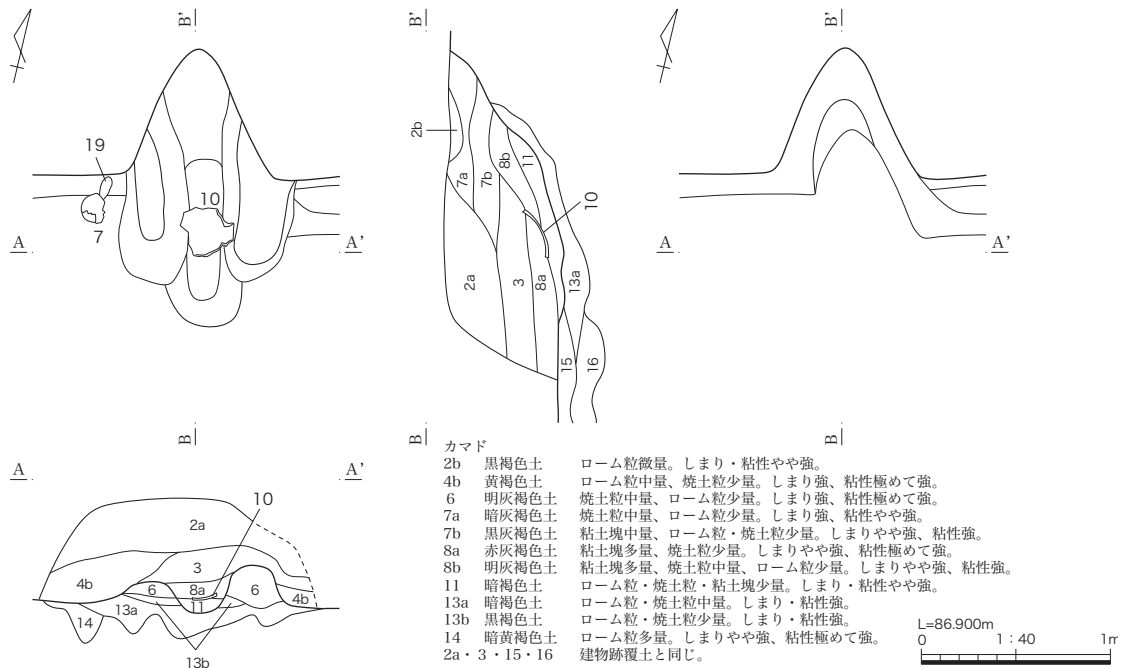 B'
19
10
7
A
A'
B
B'
2b
7a
7b
8b
11
10
2a
3
8a
13a
15
16
B
B'
A
A'
B
A
A'
10
2a
3
4b
6
8a
6
4b
11
13a
14
13b
カマド
2b 黒褐色土 ローム粒微量。しまり・粘性やや強。
4b 黄褐色土 ローム粒中量、焼土粒少量。しまり強、粘性極めて強。
6 明灰褐色土 焼土粒中量、ローム粒少量。しまり強、粘性極めて強。
7a 暗灰褐色土 焼土粒中量、ローム粒少量。しまり強、粘性やや強。
7b 黒灰褐色土 粘土塊中量、ローム粒・焼土粒少量。しまりやや強、粘性強。
8a 赤灰褐色土 粘土塊多量、焼土粒少量。しまりやや強、粘性極めて強。
8b 明灰褐色土 粘土塊多量、焼土粒中量、ローム粒少量。しまりやや強、粘性強。
11 暗褐色土 ローム粒・焼土粒・粘土塊少量。しまり・粘性やや強。
13a 暗褐色土 ローム粒・焼土粒中量。しまり・粘性強。
13b 黒褐色土 ローム粒・焼土粒少量。しまり・粘性強。
14 暗黄褐色土 ローム粒多量。しまりやや強、粘性極めて強。
2a・3・15・16 建物跡覆土と同じ。
L=86.900m
0 1:40 1m